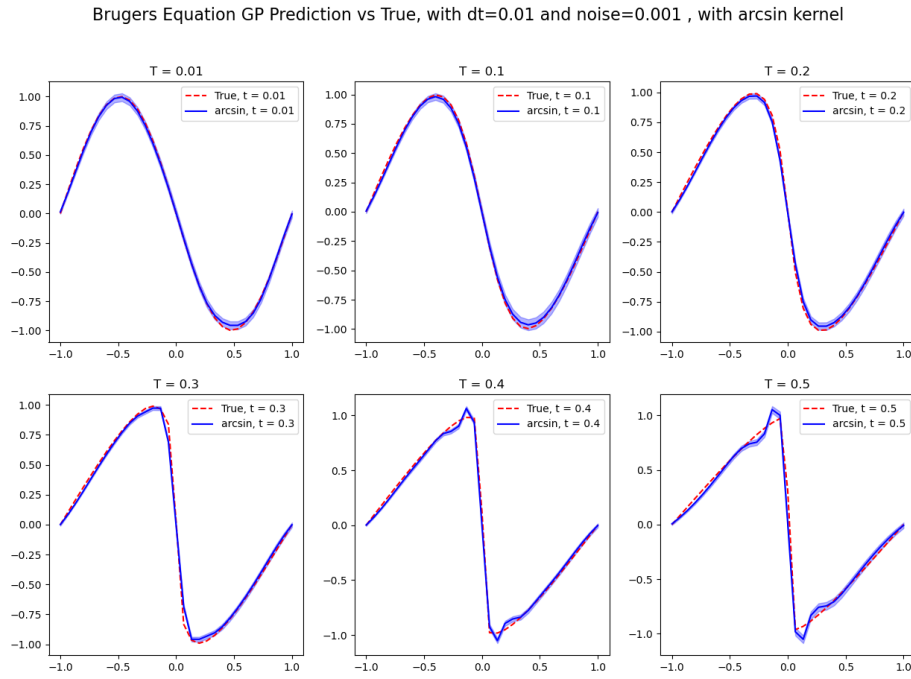 Brugers Equation GP Prediction vs True, with dt=0.01 and noise=0.001 , with arcsin kernel
T = 0.01
True, t = 0.01
arcsin, t = 0.01
1.00
0.75
0.50
0.25
0.00
−0.25
−0.50
−0.75
−1.00
−1.0 −0.5 0.0 0.5 1.0
T = 0.1
True, t = 0.1
arcsin, t = 0.1
1.00
0.75
0.50
0.25
0.00
−0.25
−0.50
−0.75
−1.00
−1.0 −0.5 0.0 0.5 1.0
T = 0.2
True, t = 0.2
arcsin, t = 0.2
1.00
0.75
0.50
0.25
0.00
−0.25
−0.50
−0.75
−1.00
−1.0 −0.5 0.0 0.5 1.0
T = 0.3
True, t = 0.3
arcsin, t = 0.3
1.00
0.75
0.50
0.25
0.00
−0.25
−0.50
−0.75
−1.00
−1.0 −0.5 0.0 0.5 1.0
T = 0.4
True, t = 0.4
arcsin, t = 0.4
1.0
0.5
0.0
−0.5
−1.0
−1.0 −0.5 0.0 0.5 1.0
T = 0.5
True, t = 0.5
arcsin, t = 0.5
1.0
0.5
0.0
−0.5
−1.0
−1.0 −0.5 0.0 0.5 1.0